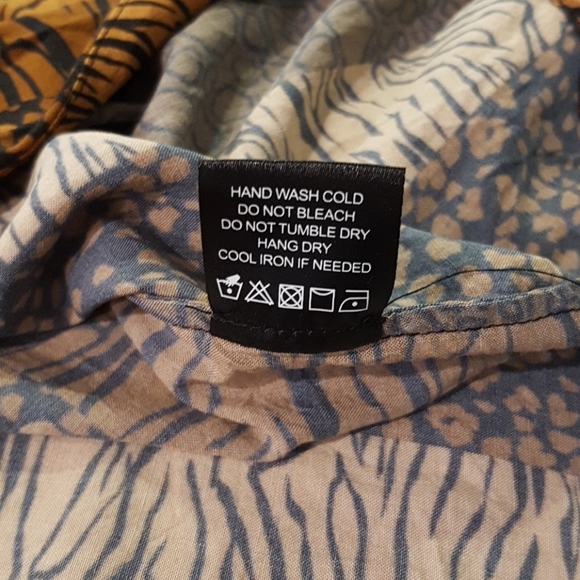 HAND WASH COLD
DO NOT BLEACH
DO NOT TUMBLE DRY
HANG DRY
COOL IRON IF NEEDED